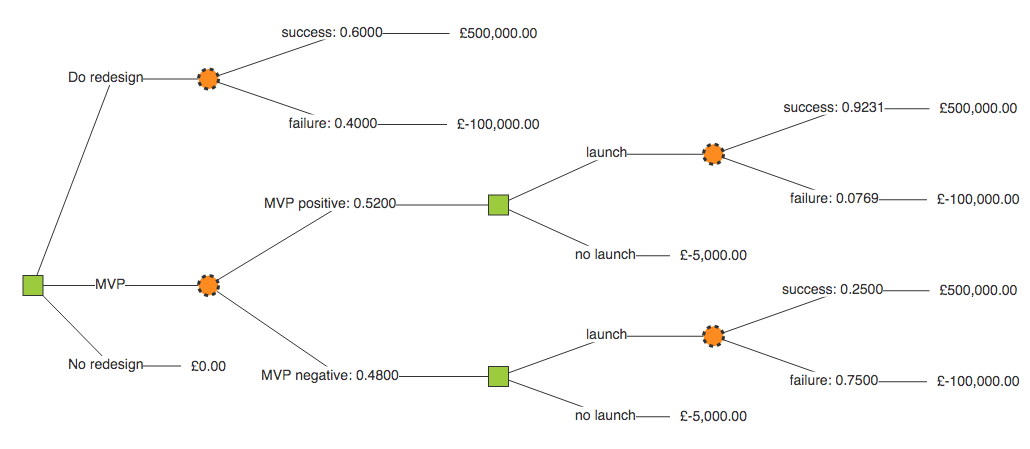 success: 0.6000 £500,000.00
Do redesign
failure: 0.4000 £-100,000.00
success: 0.9231 £500,000.00
launch
failure: 0.0769 £-100,000.00
MVP positive: 0.5200
no launch £-5,000.00
MVP
success: 0.2500 £500,000.00
launch
failure: 0.7500 £-100,000.00
No redesign £0.00
MVP negative: 0.4800
no launch £-5,000.00